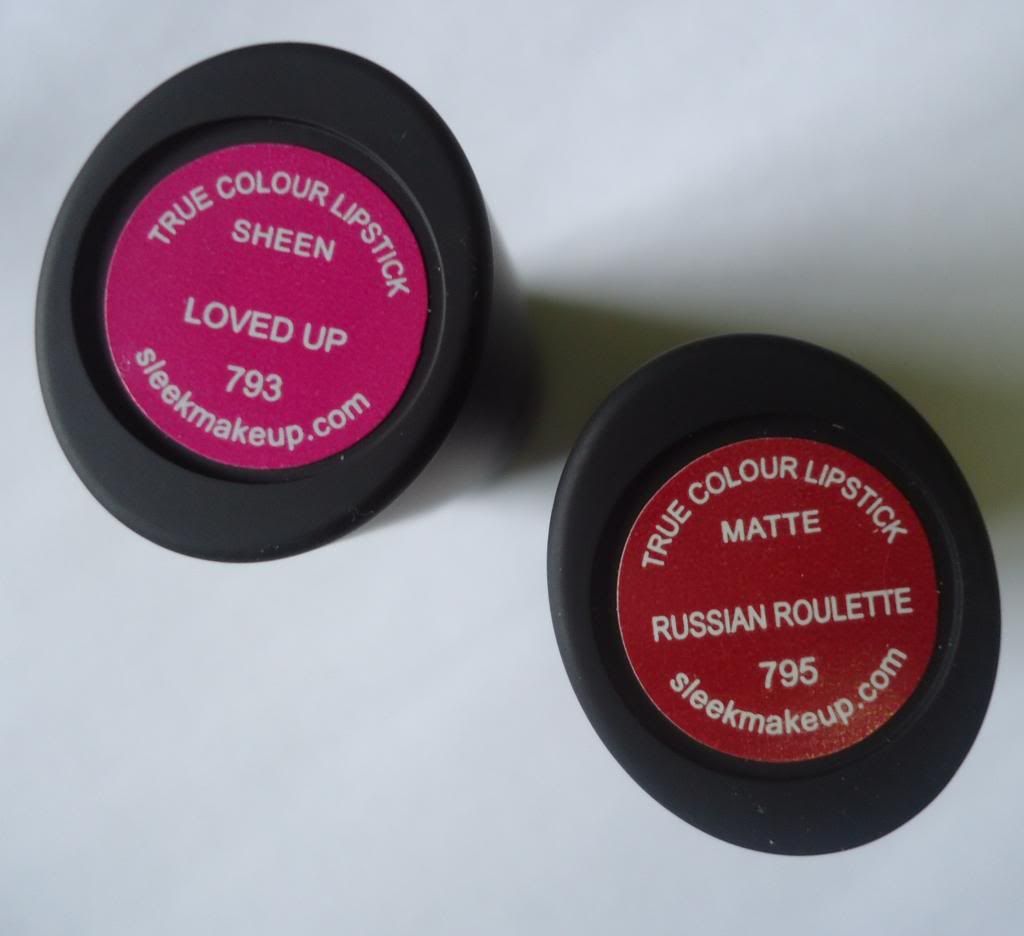 TRUE COLOUR LIPSTICK
SHEEN
LOVED UP
793
sleekmakeup.com
TRUE COLOUR LIPSTICK
MATTE
RUSSIAN ROULETTE
795
sleekmakeup.com